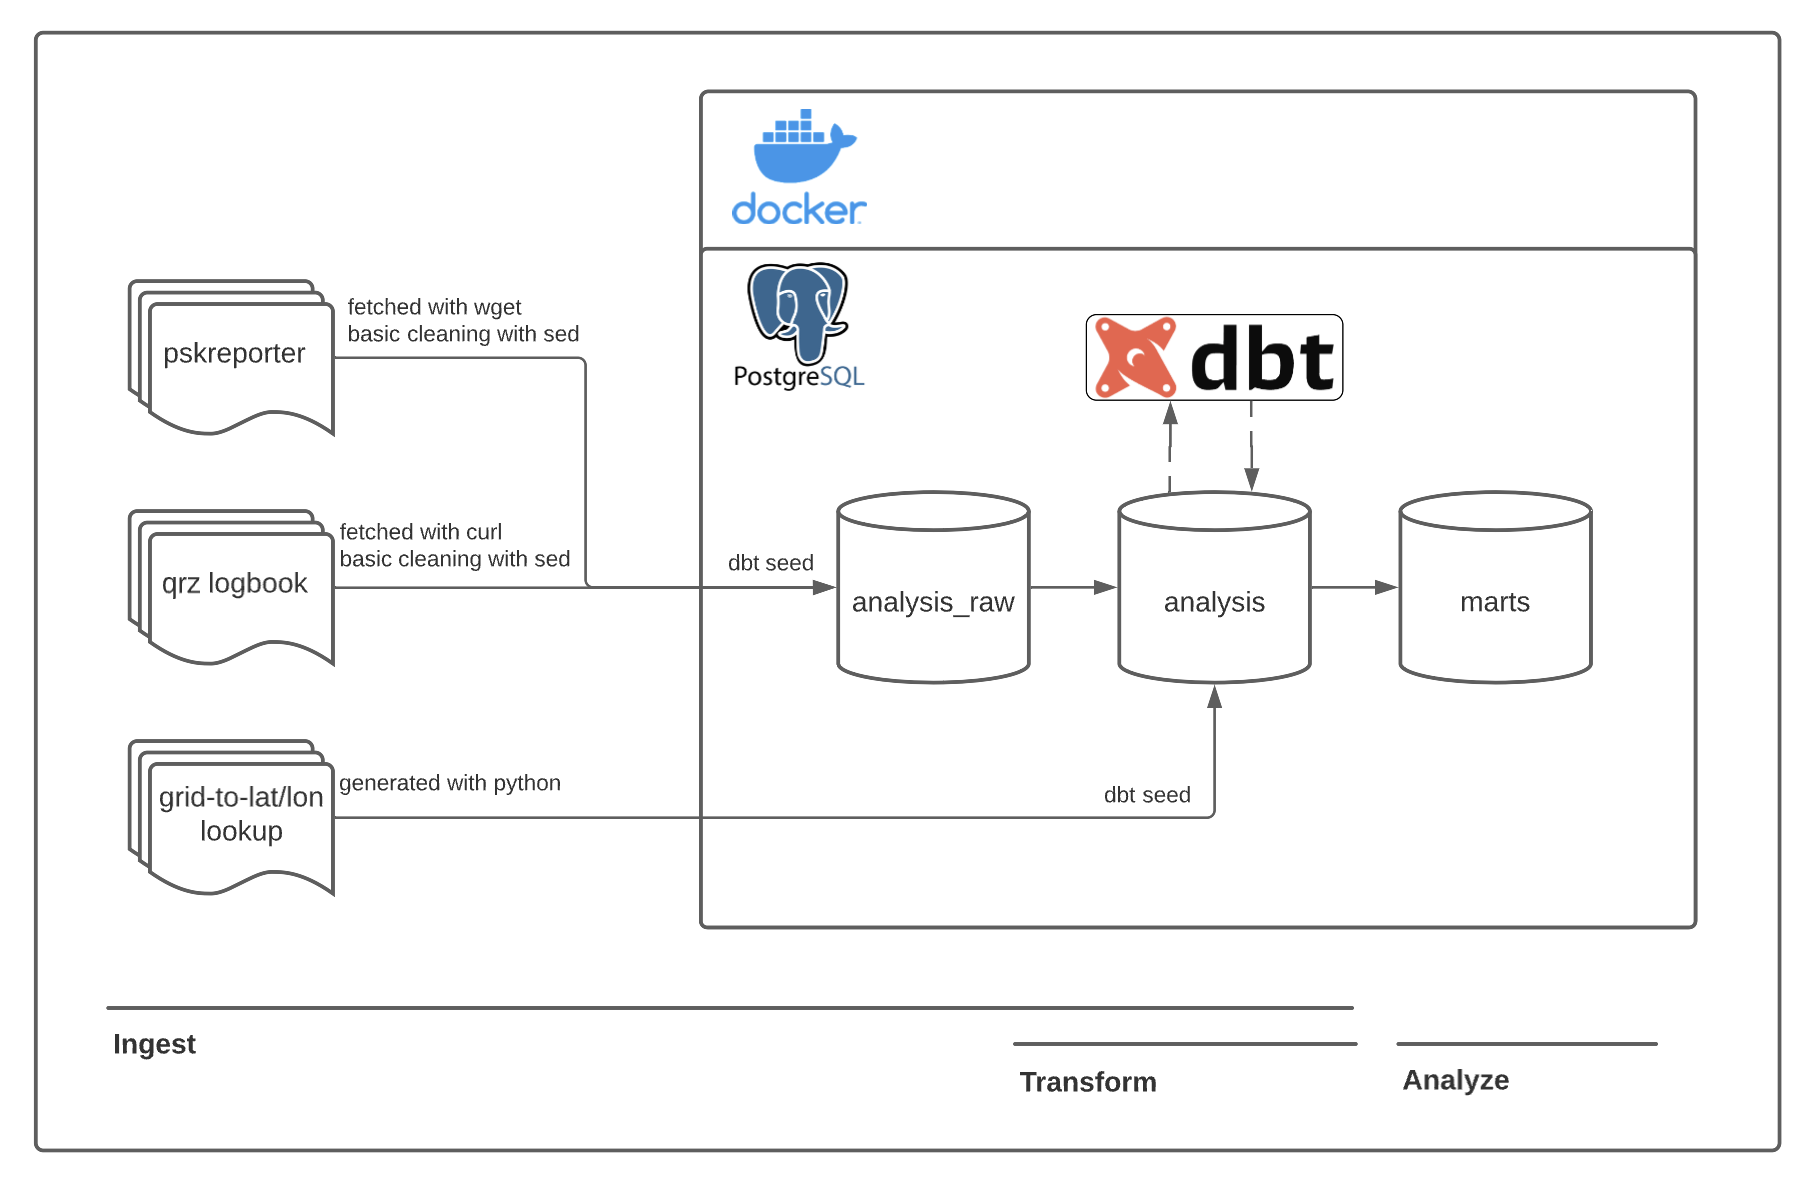 docker
PostgreSQL
dbt
pskreporter
fetched with wget
basic cleaning with sed
qrz logbook
fetched with curl
basic cleaning with sed
dbt seed
analysis_raw
analysis
marts
grid-to-lat/lon
lookup
generated with python
dbt seed
Ingest
Transform
Analyze